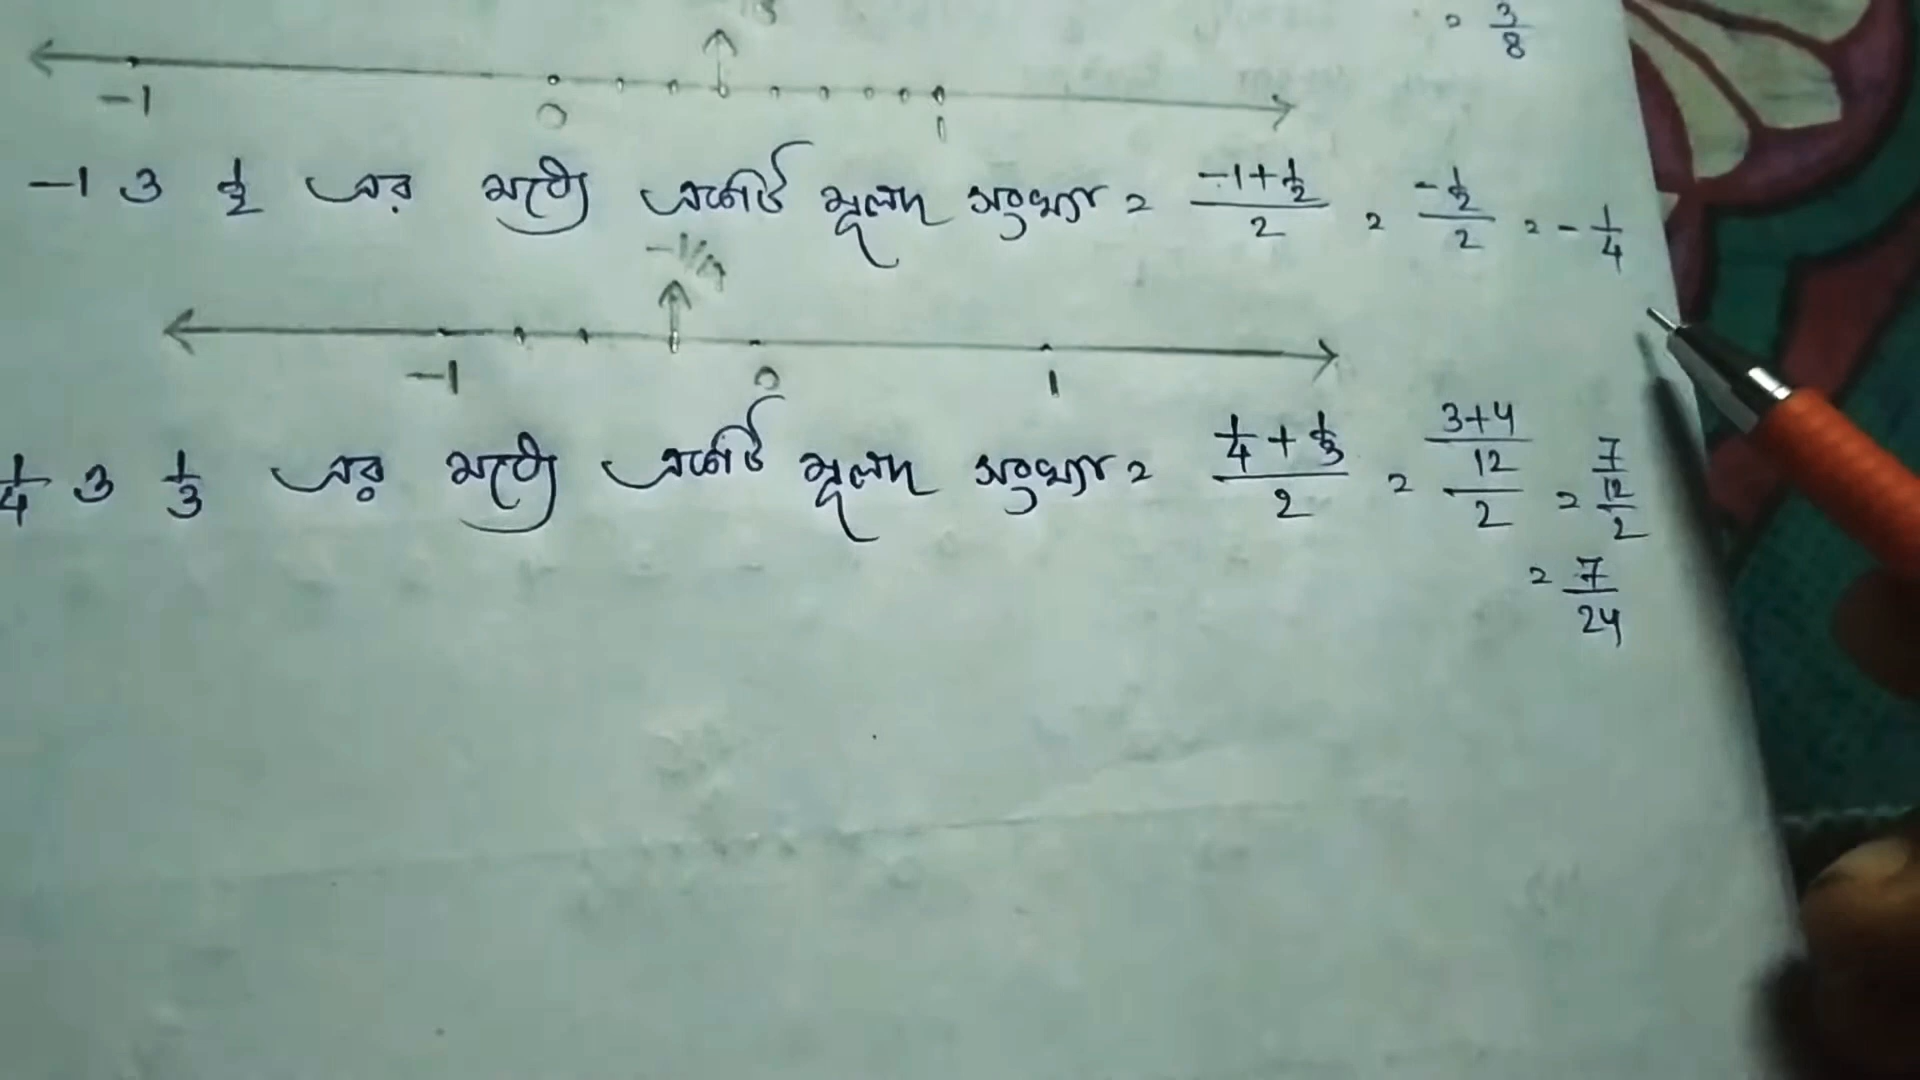 = 3/8
-1 0 1
-1 ও 1/2 এর মধ্যে একটি মূলদ সংখ্যা = (-1+1/2)/2 = (-1/2)/2 = -1/4
-1/4
-1 0 1
1/4 ও 1/3 এর মধ্যে একটি মূলদ সংখ্যা = (1/4+1/3)/2 = ((3+4)/12)/2 = (7/12)/2
= 7/24